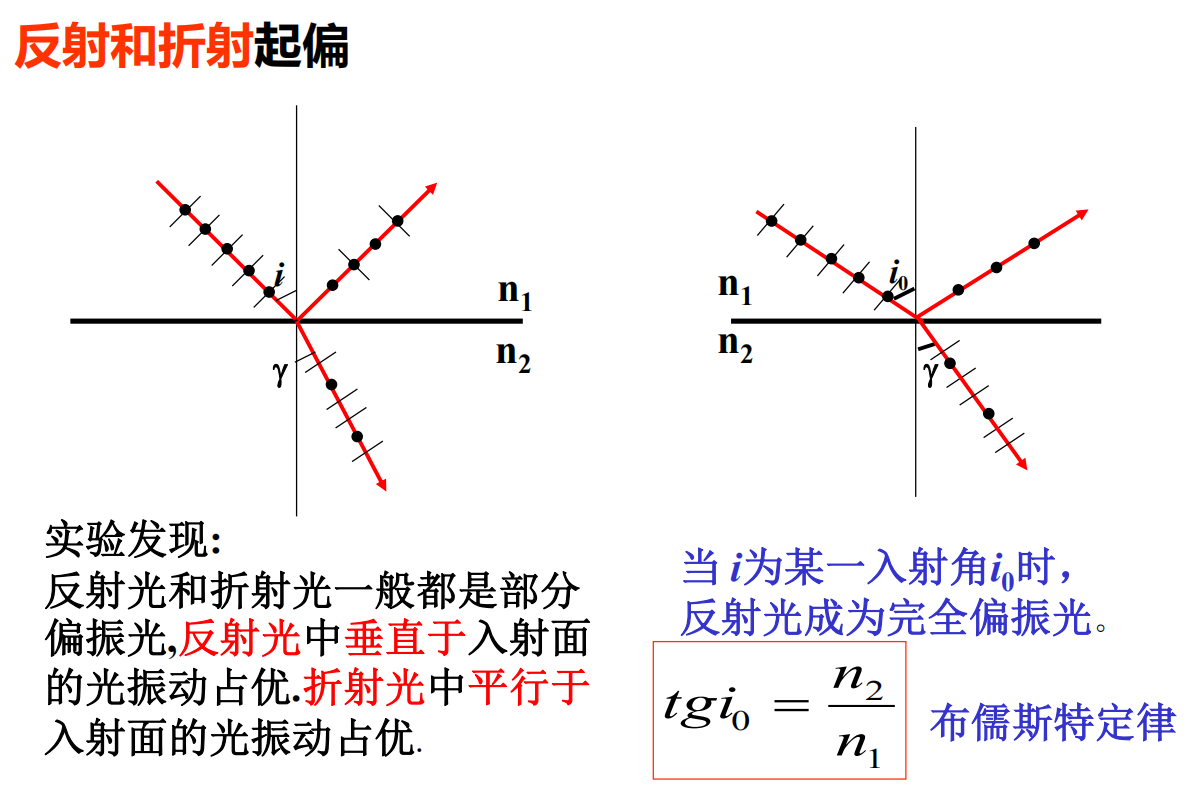 反射和折射起偏
i
n₁
n₂
γ
i₀
n₁
n₂
γ
实验发现:
反射光和折射光一般都是部分
偏振光,反射光中垂直于入射面
的光振动占优.折射光中平行于
入射面的光振动占优.
当 i为某一入射角i₀时，
反射光成为完全偏振光。
tgi₀ = n₂/n₁
布儒斯特定律